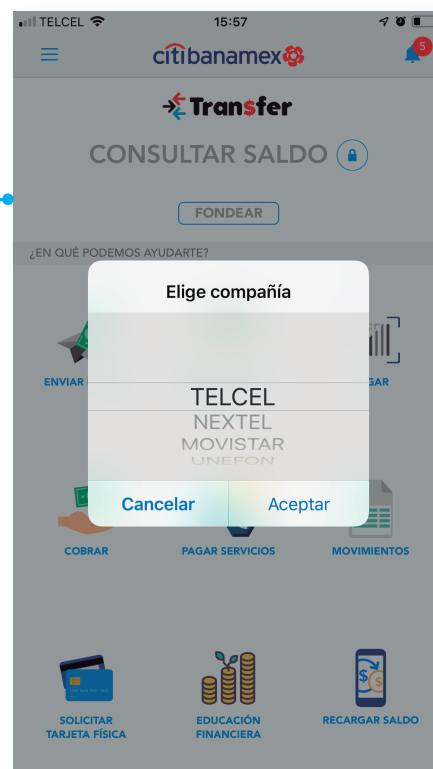 TELCEL 15:57
5
citibanamex
Transfer
CONSULTAR SALDO
FONDEAR
¿EN QUÉ PODEMOS AYUDARTE?
Elige compañía
TELCEL
NEXTEL
MOVISTAR
UNEFON
Cancelar Aceptar
ENVIAR
GAR
COBRAR PAGAR SERVICIOS MOVIMIENTOS
SOLICITAR TARJETA FÍSICA
EDUCACIÓN FINANCIERA
RECARGAR SALDO